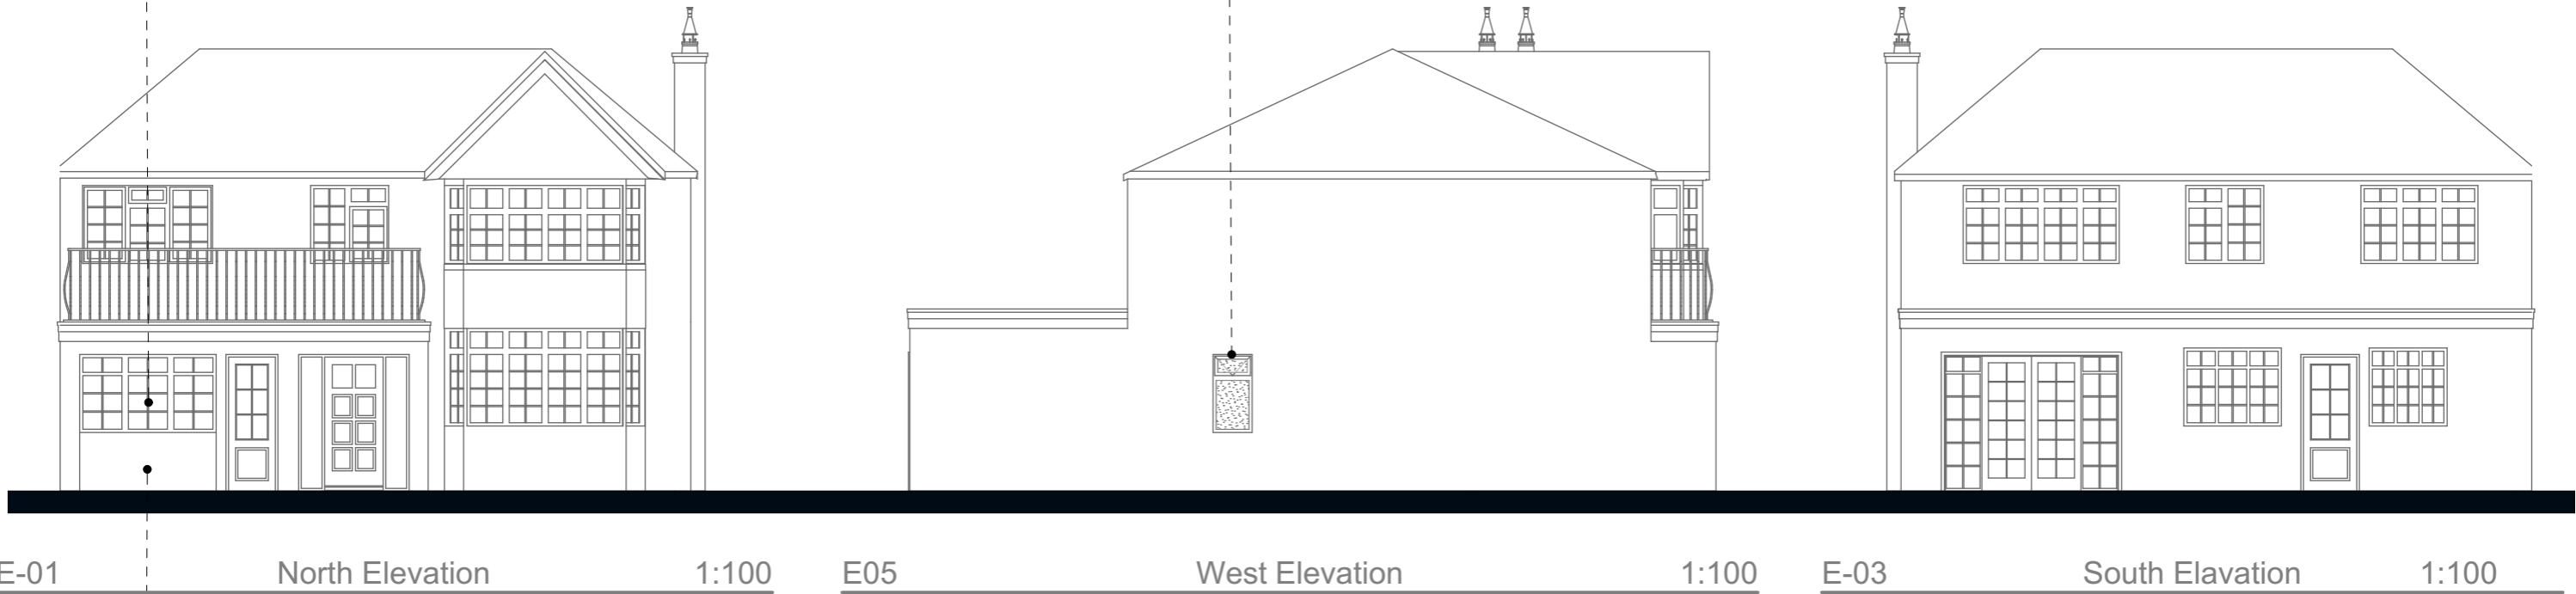 E-01 North Elevation 1:100
E05 West Elevation 1:100
E-03 South Elavation 1:100